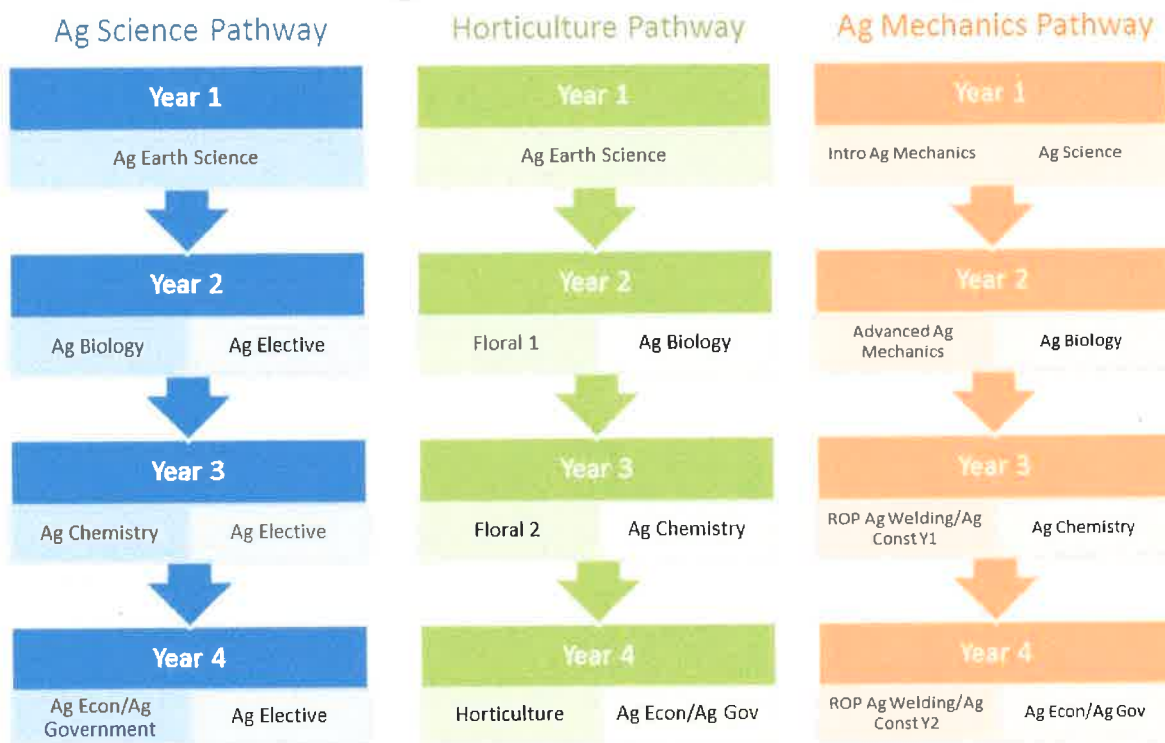 Ag Science Pathway
Year 1
Ag Earth Science
Year 2
Ag Biology
Ag Elective
Year 3
Ag Chemistry
Ag Elective
Year 4
Ag Econ/Ag
Government
Ag Elective
Horticulture Pathway
Year 1
Ag Earth Science
Year 2
Floral 1
Ag Biology
Year 3
Floral 2
Ag Chemistry
Year 4
Horticulture
Ag Econ/Ag Gov
Ag Mechanics Pathway
Year 1
Intro Ag Mechanics
Ag Science
Year 2
Advanced Ag
Mechanics
Ag Biology
Year 3
ROP Ag Welding/Ag
Const Y1
Ag Chemistry
Year 4
ROP Ag Welding/Ag
Const Y2
Ag Econ/Ag Gov